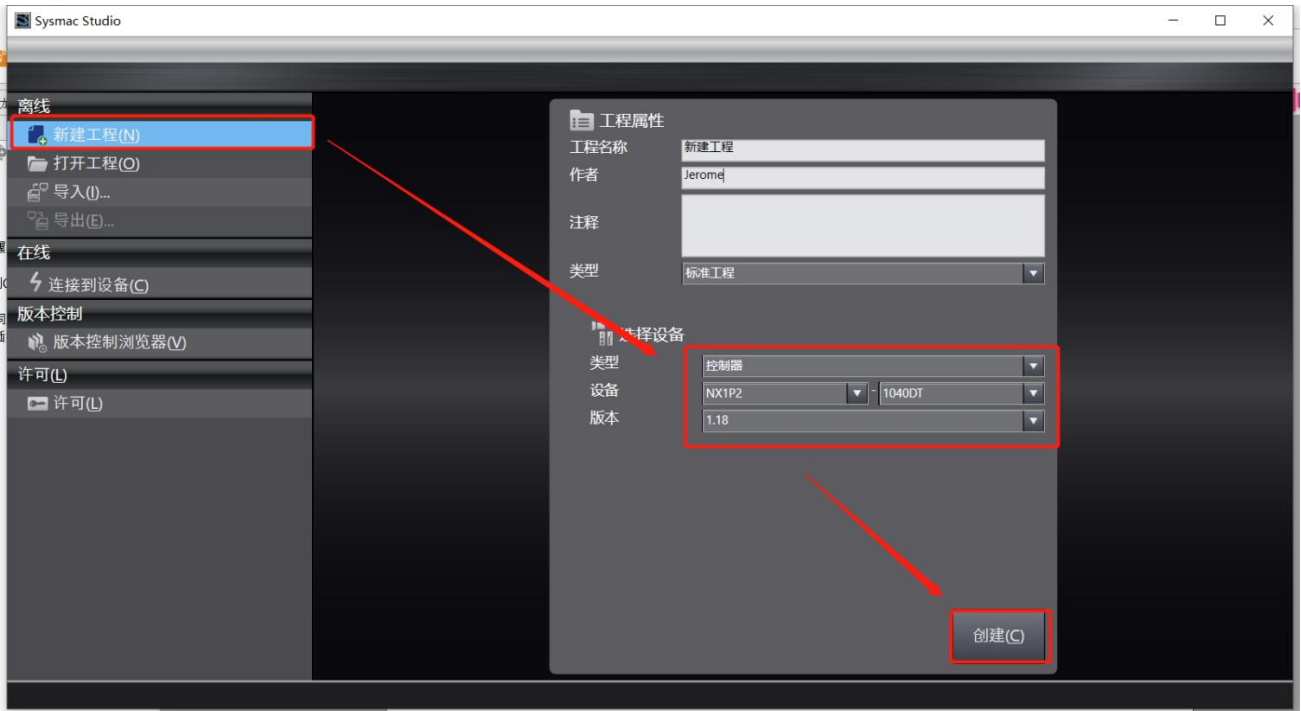 Sysmac Studio
离线
新建工程(N)
打开工程(O)
导入(I)...
导出(E)...
在线
连接到设备(C)
版本控制
版本控制浏览器(V)
许可(L)
许可(L)
工程属性
工程名称 新建工程
作者 Jerome
注释
类型 标准工程
选择设备
类型 控制器
设备 NX1P2 - 1040DT
版本 1.18
创建(C)